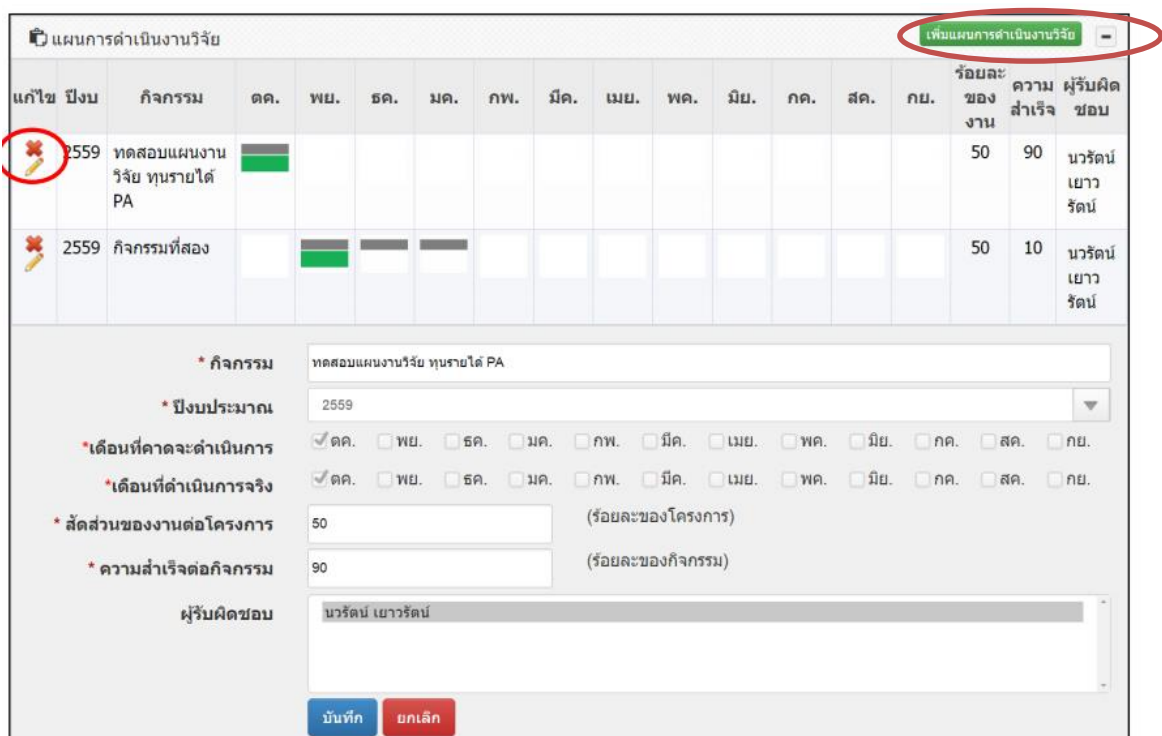 แผนการดำเนินงานวิจัย เพิ่มแผนการดำเนินงานวิจัย
แก้ไข ปีงบ กิจกรรม ตค. พย. ธค. มค. กพ. มีค. เมย. พค. มิย. กค. สค. กย. ร้อยละของงาน ความสำเร็จ ผู้รับผิดชอบ
2559 ทดสอบแผนงาน 50 90 นวรัตน์
วิจัย ทุนรายได้ เยาว
PA รัตน์
2559 กิจกรรมที่สอง 50 10 นวรัตน์
เยาว
รัตน์
* กิจกรรม ทดสอบแผนงานวิจัย ทุนรายได้ PA
* ปีงบประมาณ 2559
*เดือนที่คาดจะดำเนินการ ตค. พย. ธค. มค. กพ. มีค. เมย. พค. มิย. กค. สค. กย.
*เดือนที่ดำเนินการจริง ตค. พย. ธค. มค. กพ. มีค. เมย. พค. มิย. กค. สค. กย.
* สัดส่วนของงานต่อโครงการ 50 (ร้อยละของโครงการ)
* ความสำเร็จต่อกิจกรรม 90 (ร้อยละของกิจกรรม)
ผู้รับผิดชอบ นวรัตน์ เยาวรัตน์
บันทึก ยกเลิก